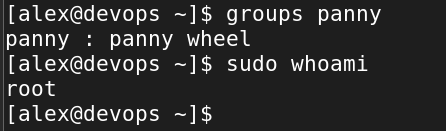 [alex@devops ~]$ groups panny
panny : panny wheel
[alex@devops ~]$ sudo whoami
root
[alex@devops ~]$